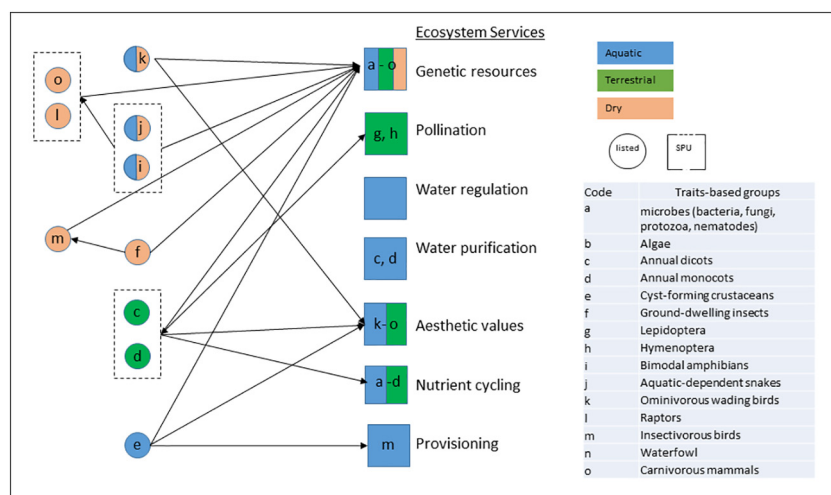 Ecosystem Services
o
l
k
j
i
m
f
c
d
e
a - o
Genetic resources
g, h
Pollination
Water regulation
c, d
Water purification
k- o
Aesthetic values
a -d
Nutrient cycling
m
Provisioning
Aquatic
Terrestrial
Dry
listed
SPU
Code Traits-based groups
a microbes (bacteria, fungi,
protozoa, nematodes)
b Algae
c Annual dicots
d Annual monocots
e Cyst-forming crustaceans
f Ground-dwelling insects
g Lepidoptera
h Hymenoptera
i Bimodal amphibians
j Aquatic-dependent snakes
k Ominivorous wading birds
l Raptors
m Insectivorous birds
n Waterfowl
o Carnivorous mammals